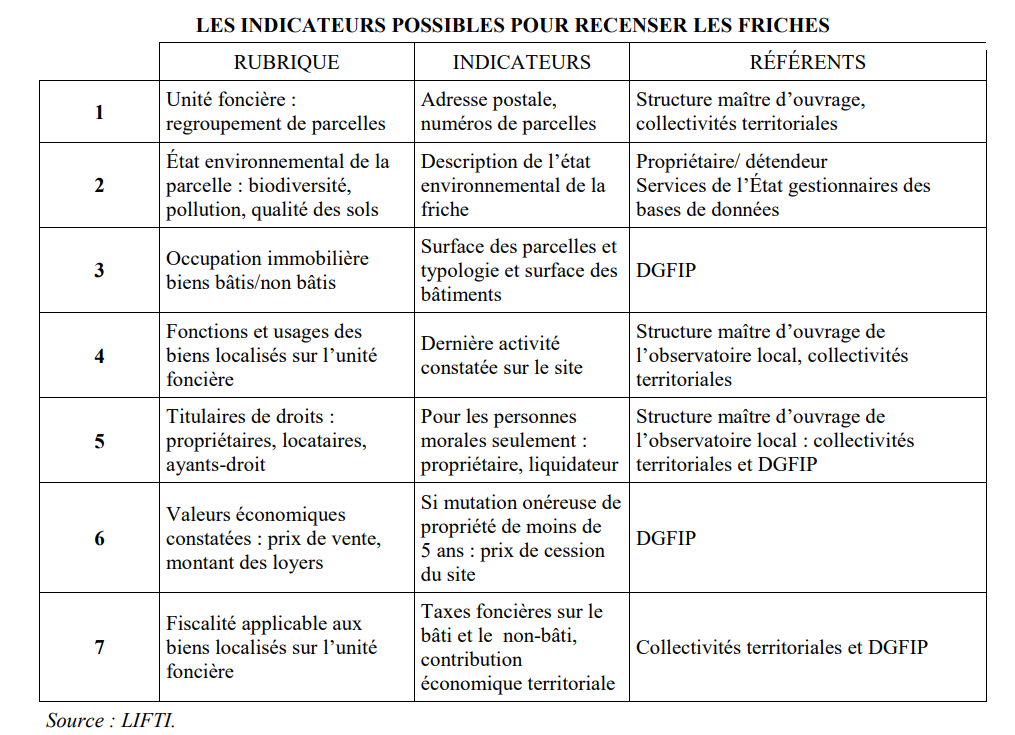 LES INDICATEURS POSSIBLES POUR RECENSER LES FRICHES
RUBRIQUE
INDICATEURS
RÉFÉRENTS
1
Unité foncière :
regroupement de parcelles
Adresse postale,
numéros de parcelles
Structure maître d’ouvrage,
collectivités territoriales
2
État environnemental de la
parcelle : biodiversité,
pollution, qualité des sols
Description de l’état
environnemental de la
friche
Propriétaire/ détendeur
Services de l’État gestionnaires des
bases de données
3
Occupation immobilière
biens bâtis/non bâtis
Surface des parcelles et
typologie et surface des
bâtiments
DGFIP
4
Fonctions et usages des
biens localisés sur l’unité
foncière
Dernière activité
constatée sur le site
Structure maître d’ouvrage de
l’observatoire local, collectivités
territoriales
5
Titulaires de droits :
propriétaires, locataires,
ayants-droit
Pour les personnes
morales seulement :
propriétaire, liquidateur
Structure maître d’ouvrage de
l’observatoire local : collectivités
territoriales et DGFIP
6
Valeurs économiques
constatées : prix de vente,
montant des loyers
Si mutation onéreuse de
propriété de moins de
5 ans : prix de cession
du site
DGFIP
7
Fiscalité applicable aux
biens localisés sur l’unité
foncière
Taxes foncières sur le
bâti et le non-bâti,
contribution
économique territoriale
Collectivités territoriales et DGFIP
Source : LIFTI.